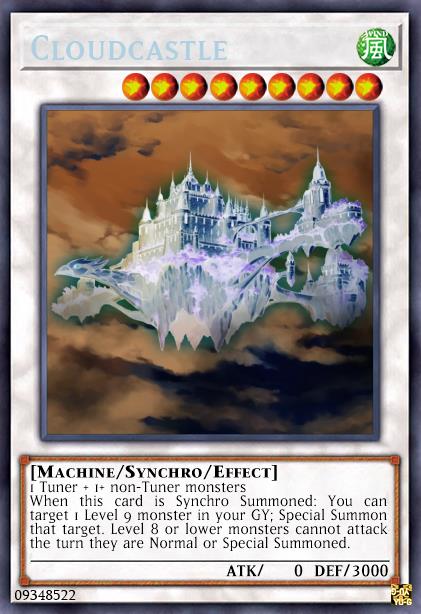 Cloudcastle
WIND
風
[Machine/Synchro/Effect]
1 Tuner + 1+ non-Tuner monsters
When this card is Synchro Summoned: You can
target 1 Level 9 monster in your GY; Special Summon
that target. Level 8 or lower monsters cannot attack
the turn they are Normal or Special Summoned.
ATK/ 0 DEF/3000
09348522